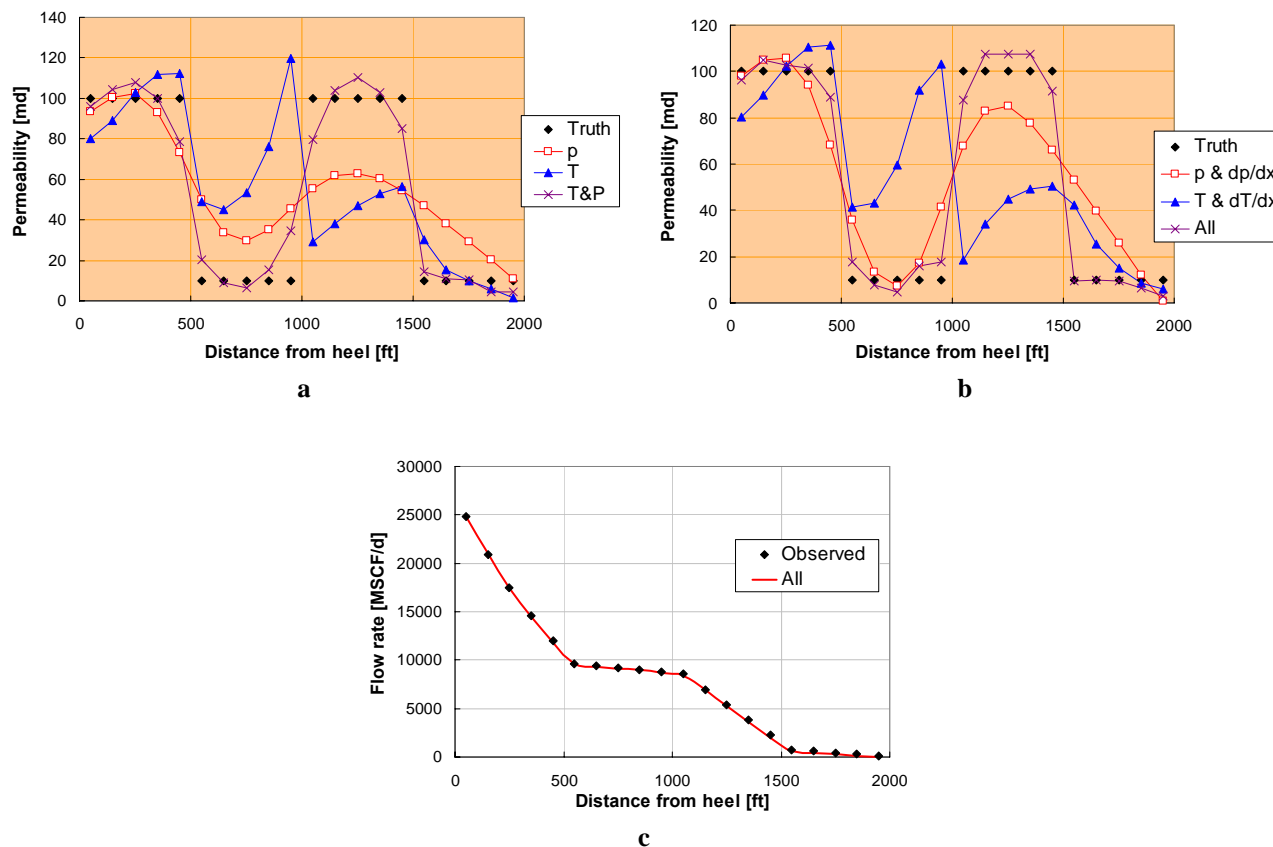 140
120
100
80
60
40
20
0
Permeability [md]
0 500 1000 1500 2000
Distance from heel [ft]
Truth
p
T
T&P
a
120
100
80
60
40
20
0
Permeability [md]
0 500 1000 1500 2000
Distance from heel [ft]
Truth
p & dp/dx
T & dT/dx
All
b
30000
25000
20000
15000
10000
5000
0
Flow rate [MSCF/d]
0 500 1000 1500 2000
Distance from heel [ft]
Observed
All
c